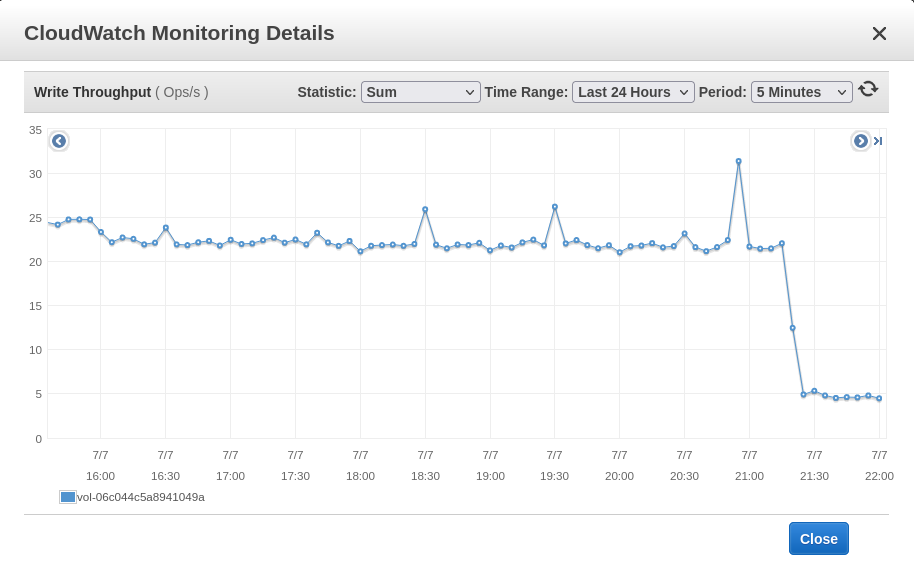 CloudWatch Monitoring Details
Write Throughput ( Ops/s ) Statistic: Sum Time Range: Last 24 Hours Period: 5 Minutes
35
30
25
20
15
10
5
0
7/7 7/7 7/7 7/7 7/7 7/7 7/7 7/7 7/7 7/7 7/7 7/7 7/7
16:00 16:30 17:00 17:30 18:00 18:30 19:00 19:30 20:00 20:30 21:00 21:30 22:00
vol-06c044c5a8941049a
Close